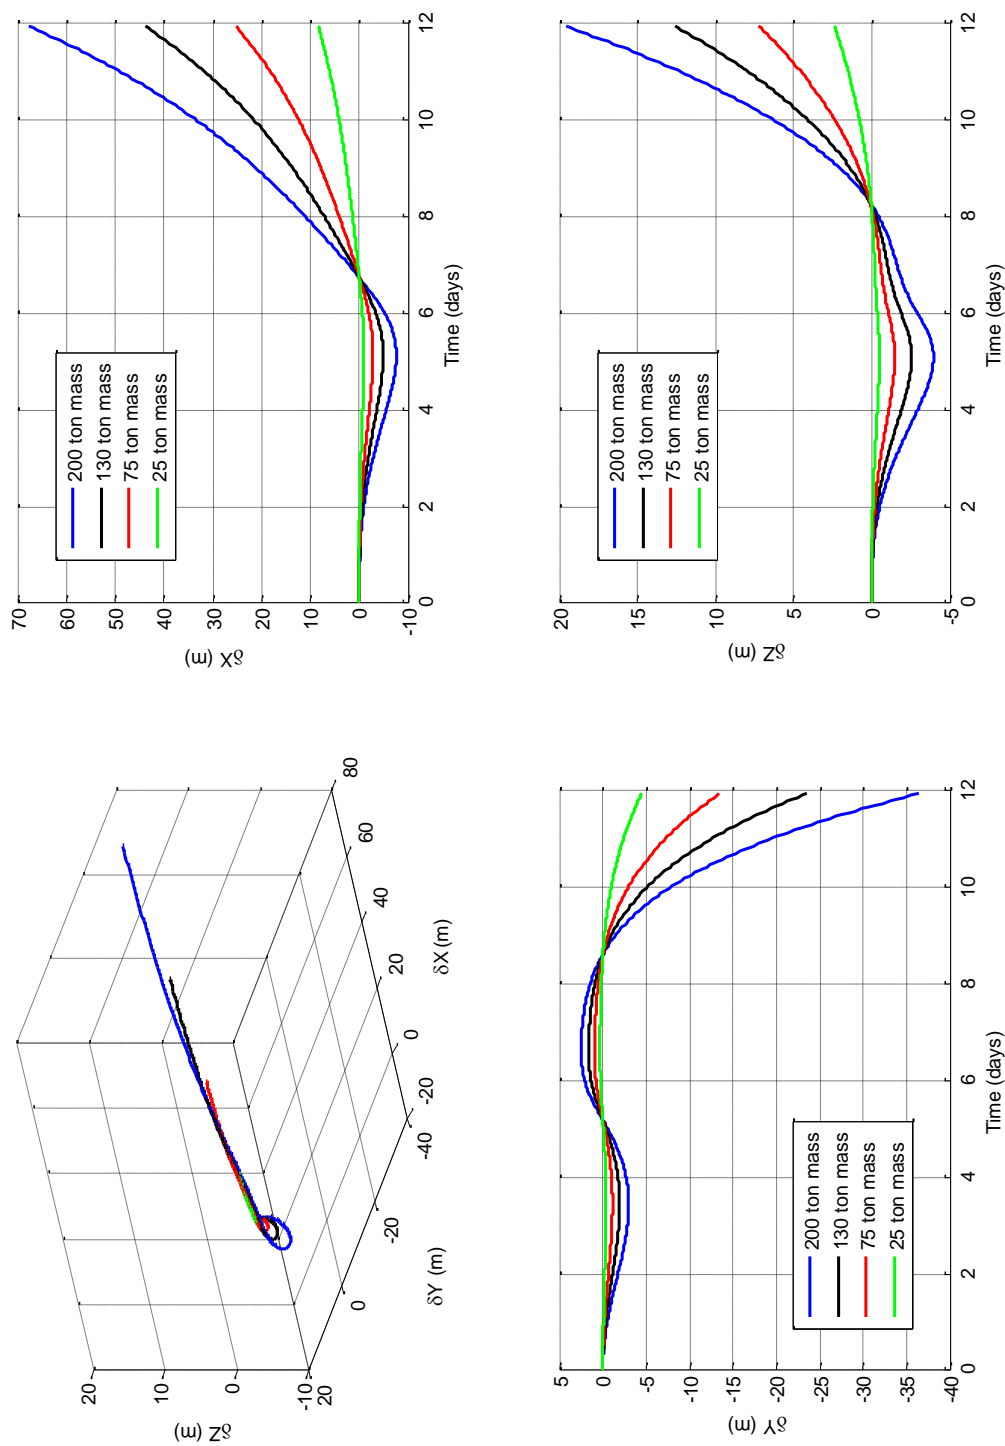 20
10
0
-10
δZ (m)
20
0
-20
-40
δY (m)
-20
0
20
40
60
80
δX (m)
70
60
50
40
30
20
10
0
-10
δX (m)
200 ton mass
130 ton mass
75 ton mass
25 ton mass
0 2 4 6 8 10 12
Time (days)
5
0
-5
-10
-15
-20
-25
-30
-35
-40
δY (m)
200 ton mass
130 ton mass
75 ton mass
25 ton mass
0 2 4 6 8 10 12
Time (days)
20
15
10
5
0
-5
δZ (m)
200 ton mass
130 ton mass
75 ton mass
25 ton mass
0 2 4 6 8 10 12
Time (days)